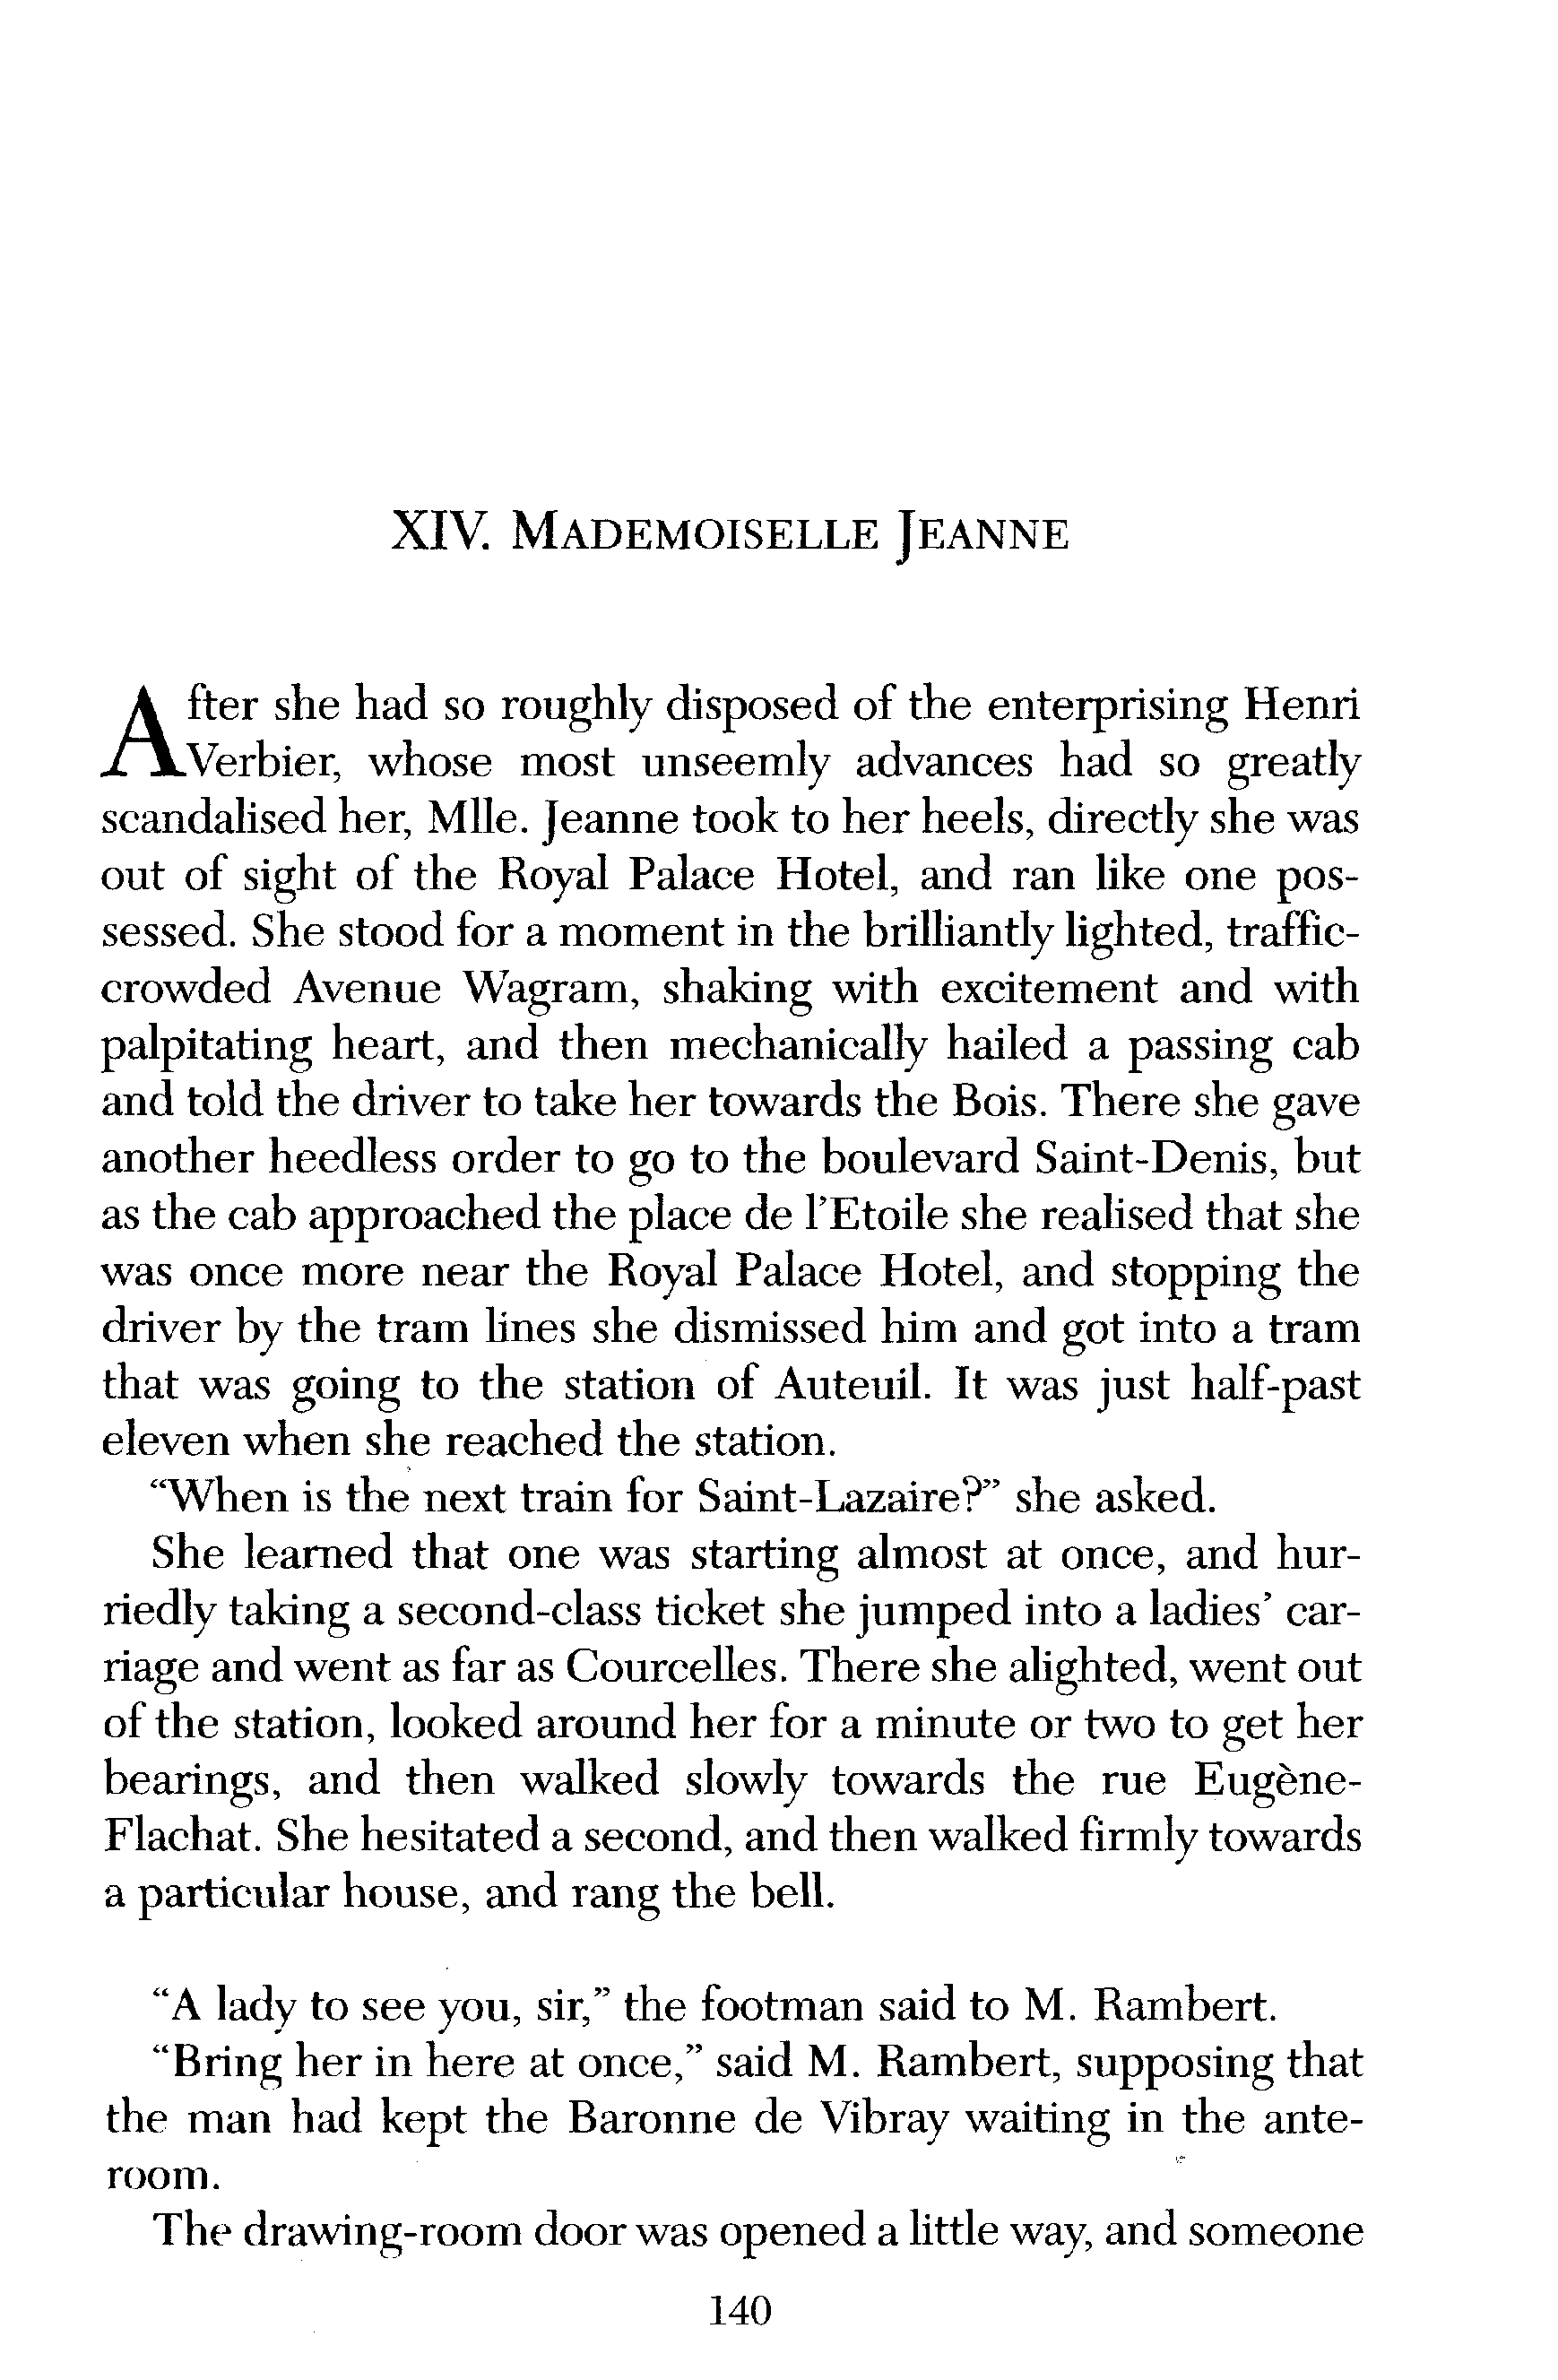 XIV. MADEMOISELLE JEANNE
After she had so roughly disposed of the enterprising Henri
Verbier, whose most unseemly advances had so greatly
scandalised her, Mlle. Jeanne took to her heels, directly she was
out of sight of the Royal Palace Hotel, and ran like one pos-
sessed. She stood for a moment in the brilliantly lighted, traffic-
crowded Avenue Wagram, shaking with excitement and with
palpitating heart, and then mechanically hailed a passing cab
and told the driver to take her towards the Bois. There she gave
another heedless order to go to the boulevard Saint-Denis, but
as the cab approached the place de l’Etoile she realised that she
was once more near the Royal Palace Hotel, and stopping the
driver by the tram lines she dismissed him and got into a tram
that was going to the station of Auteuil. It was just half-past
eleven when she reached the station.
“When is the next train for Saint-Lazaire?” she asked.
She learned that one was starting almost at once, and hur-
riedly taking a second-class ticket she jumped into a ladies’ car-
riage and went as far as Courcelles. There she alighted, went out
of the station, looked around her for a minute or two to get her
bearings, and then walked slowly towards the rue Eugène-
Flachat. She hesitated a second, and then walked firmly towards
a particular house, and rang the bell.
“A lady to see you, sir,” the footman said to M. Rambert.
“Bring her in here at once,” said M. Rambert, supposing that
the man had kept the Baronne de Vibray waiting in the ante-
room.
The drawing-room door was opened a little way, and someone
140